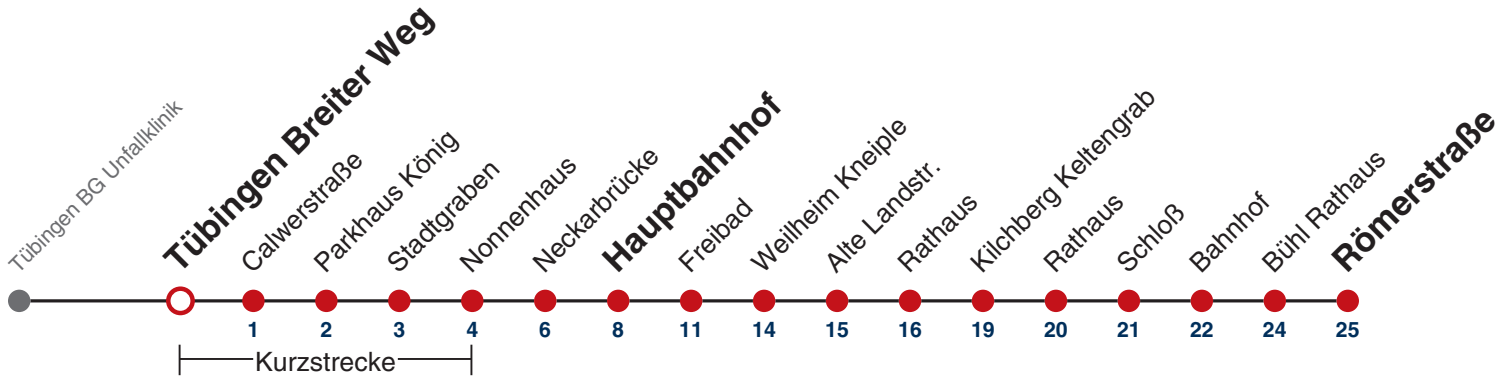 Tübingen BG Unfallklinik
Tübingen Breiter Weg
Calwerstraße
Parkhaus König
Stadtgraben
Nonnenhaus
Neckarbrücke
Hauptbahnhof
Freibad
Weilheim Kneiple
Alte Landstr.
Rathaus
Kilchberg Keltengrab
Rathaus
Schloß
Bahnhof
Bühl Rathaus
Römerstraße
1 2 3 4 6 8 11 14 15 16 19 20 21 22 24 25
Kurzstrecke